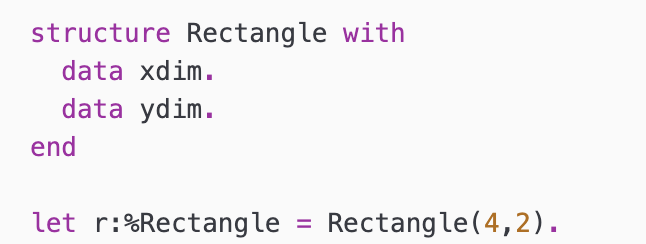 structure Rectangle with
  data xdim.
  data ydim.
end

let r:%Rectangle = Rectangle(4,2).